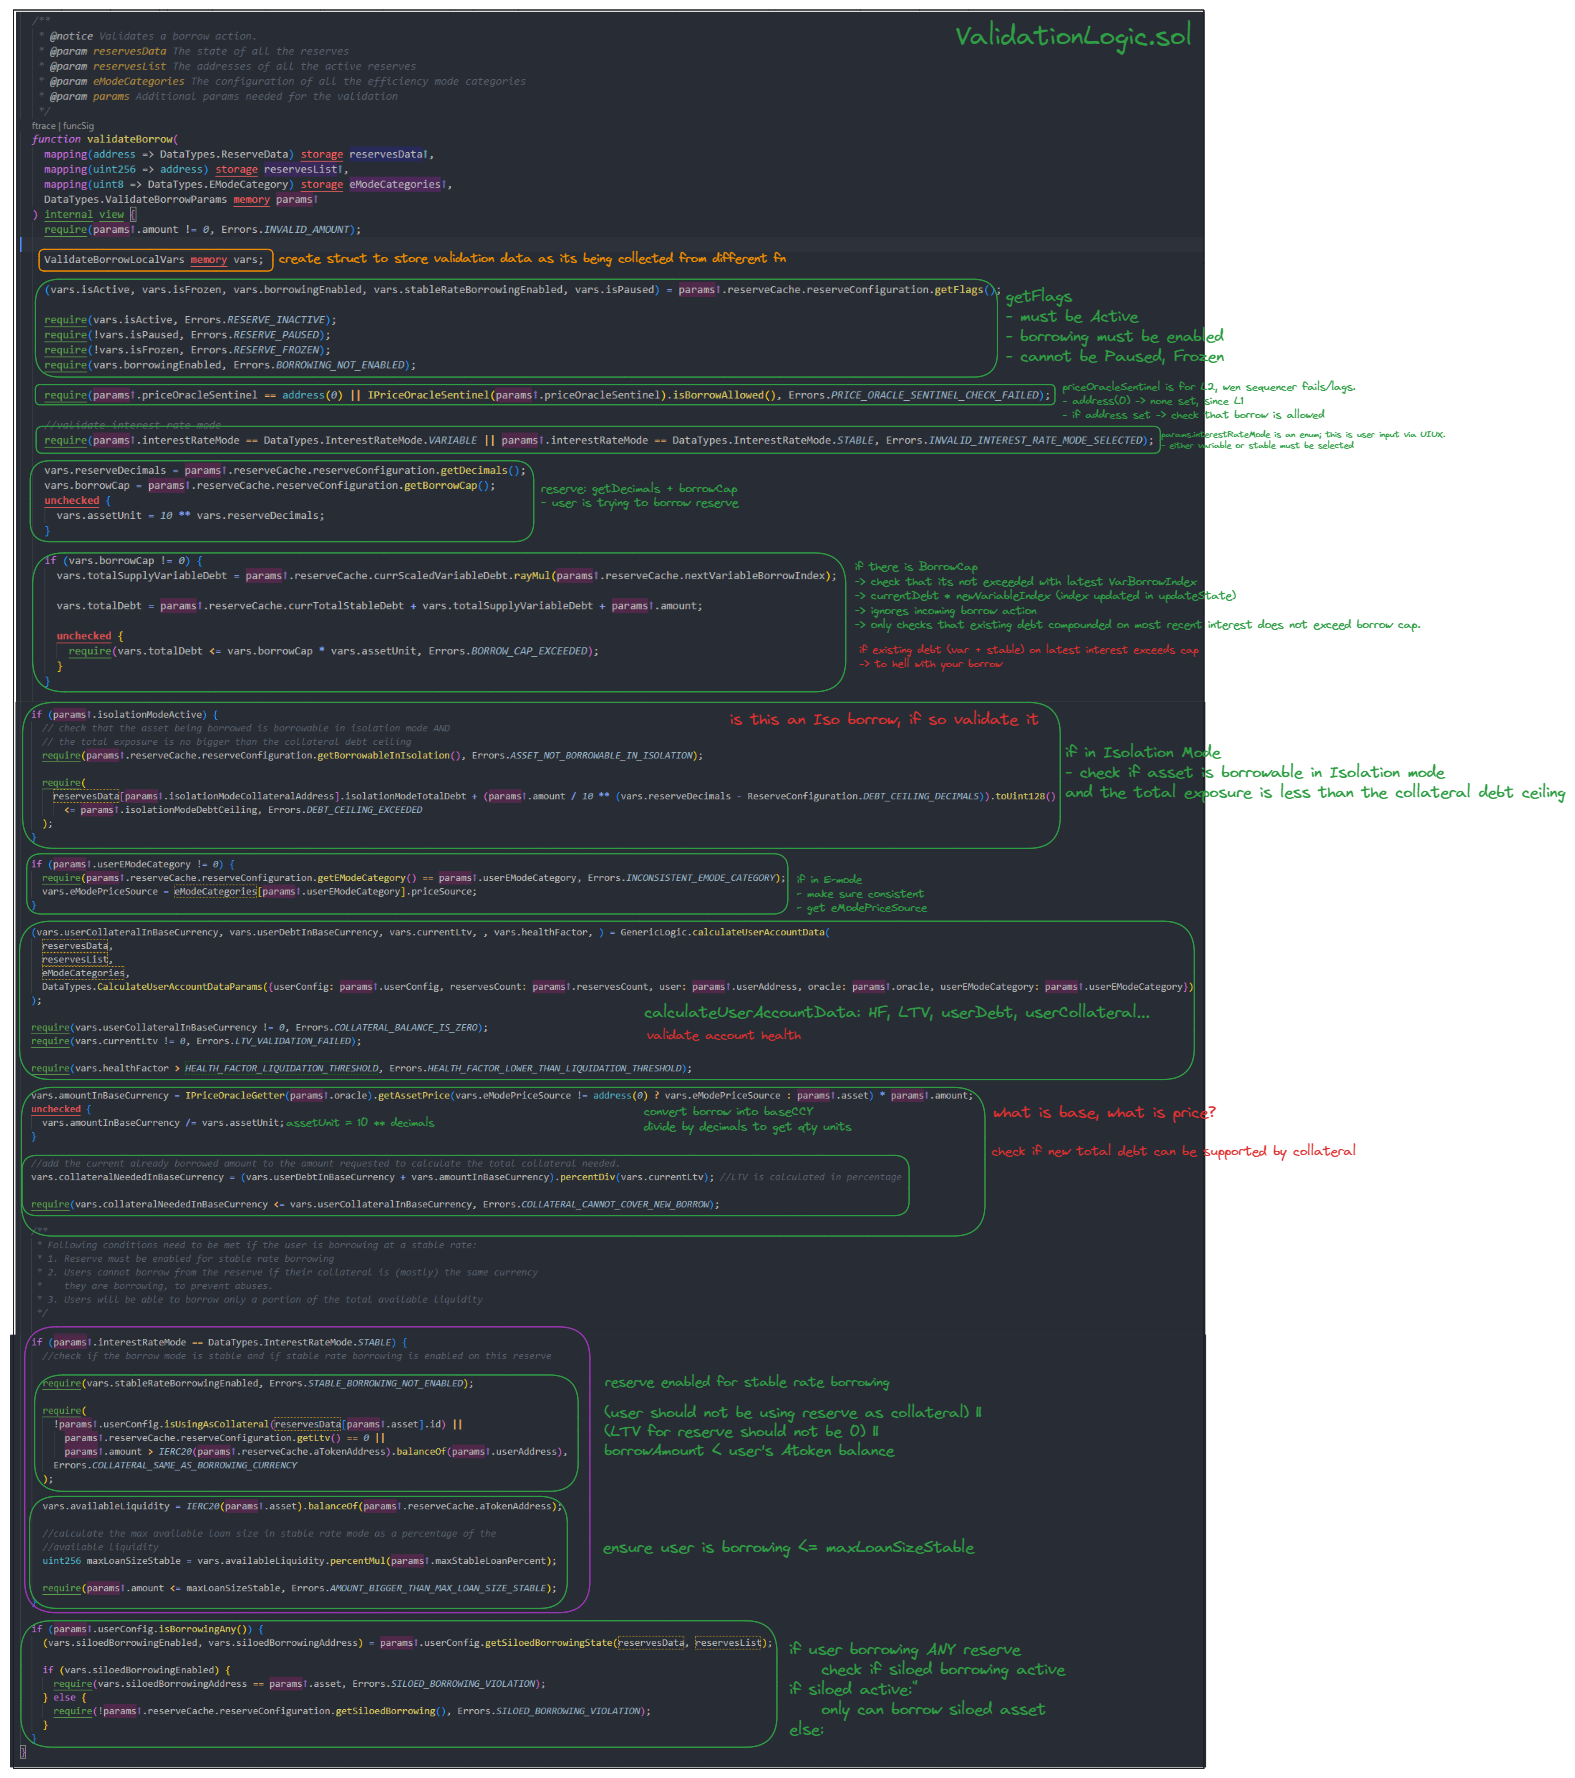 /**
ValidationLogic.sol
* @notice Validates a borrow action.
* @param reservesData The state of all the reserves
* @param reservesList The addresses of all the active reserves
* @param eModeCategories The configuration of all the efficiency mode categories
* @param params Additional params needed for the validation
*/
ftrace | funcSig
function validateBorrow(
mapping(address => DataTypes.ReserveData) storage reservesData↑,
mapping(uint256 => address) storage reservesList↑,
mapping(uint8 => DataTypes.EModeCategory) storage eModeCategories↑,
DataTypes.ValidateBorrowParams memory params↑
) internal view {
require(params↑.amount != 0, Errors.INVALID_AMOUNT);
ValidateBorrowLocalVars memory vars;
create struct to store validation data as its being collected from different fn
(vars.isActive, vars.isFrozen, vars.borrowingEnabled, vars.stableRateBorrowingEnabled, vars.isPaused) = params↑.reserveCache.reserveConfiguration.getFlags();
require(vars.isActive, Errors.RESERVE_INACTIVE);
require(!vars.isPaused, Errors.RESERVE_PAUSED);
require(!vars.isFrozen, Errors.RESERVE_FROZEN);
require(vars.borrowingEnabled, Errors.BORROWING_NOT_ENABLED);
getFlags
- must be Active
- borrowing must be enabled
- cannot be Paused, Frozen
require(params↑.priceOracleSentinel == address(0) || IPriceOracleSentinel(params↑.priceOracleSentinel).isBorrowAllowed(), Errors.PRICE_ORACLE_SENTINEL_CHECK_FAILED);
priceOracleSentinel is for L2, wen sequencer fails/lags.
- address(0) -> none set, since L1
- if address set -> check that borrow is allowed
//validate interest rate mode
require(params↑.interestRateMode == DataTypes.InterestRateMode.VARIABLE || params↑.interestRateMode == DataTypes.InterestRateMode.STABLE, Errors.INVALID_INTEREST_RATE_MODE_SELECTED);
params.interestRateMode is an enum; this is user input via UIUX.
- either variable or stable must be selected
vars.reserveDecimals = params↑.reserveCache.reserveConfiguration.getDecimals();
vars.borrowCap = params↑.reserveCache.reserveConfiguration.getBorrowCap();
unchecked {
vars.assetUnit = 10 ** vars.reserveDecimals;
}
reserve: getDecimals + borrowCap
- user is trying to borrow reserve
if (vars.borrowCap != 0) {
vars.totalSupplyVariableDebt = params↑.reserveCache.currScaledVariableDebt.rayMul(params↑.reserveCache.nextVariableBorrowIndex);
vars.totalDebt = params↑.reserveCache.currTotalStableDebt + vars.totalSupplyVariableDebt + params↑.amount;
unchecked {
require(vars.totalDebt <= vars.borrowCap * vars.assetUnit, Errors.BORROW_CAP_EXCEEDED);
}
}
if there is BorrowCap
-> check that its not exceeded with latest VarBorrowIndex
-> currentDebt * newVariableIndex (index updated in updateState)
-> ignores incoming borrow action
-> only checks that existing debt compounded on most recent interest does not exceed borrow cap.
if existing debt (var + stable) on latest interest exceeds cap
-> to hell with your borrow
if (params↑.isolationModeActive) {
// check that the asset being borrowed is borrowable in isolation mode AND
// the total exposure is no bigger than the collateral debt ceiling
require(params↑.reserveCache.reserveConfiguration.getBorrowableInIsolation(), Errors.ASSET_NOT_BORROWABLE_IN_ISOLATION);
require(
reservesData[params↑.isolationModeCollateralAddress].isolationModeTotalDebt + (params↑.amount / 10 ** (vars.reserveDecimals - ReserveConfiguration.DEBT_CEILING_DECIMALS)).toUint128()
<= params↑.isolationModeDebtCeiling, Errors.DEBT_CEILING_EXCEEDED
);
}
is this an Iso borrow, if so validate it
if in Isolation Mode
- check if asset is borrowable in Isolation mode
and the total exposure is less than the collateral debt ceiling
if (params↑.userEModeCategory != 0) {
require(params↑.reserveCache.reserveConfiguration.getEModeCategory() == params↑.userEModeCategory, Errors.INCONSISTENT_EMODE_CATEGORY);
vars.eModePriceSource = eModeCategories[params↑.userEModeCategory].priceSource;
}
if in E-mode
- make sure consistent
- get eModePriceSource
(vars.userCollateralInBaseCurrency, vars.userDebtInBaseCurrency, vars.currentLtv, , vars.healthFactor, ) = GenericLogic.calculateUserAccountData(
reservesData,
reservesList,
eModeCategories,
DataTypes.CalculateUserAccountDataParams({userConfig: params↑.userConfig, reservesCount: params↑.reservesCount, user: params↑.userAddress, oracle: params↑.oracle, userEModeCategory: params↑.userEModeCategory})
);
calculateUserAccountData: HF, LTV, userDebt, userCollateral...
validate account health
require(vars.userCollateralInBaseCurrency != 0, Errors.COLLATERAL_BALANCE_IS_ZERO);
require(vars.currentLtv != 0, Errors.LTV_VALIDATION_FAILED);
require(vars.healthFactor > HEALTH_FACTOR_LIQUIDATION_THRESHOLD, Errors.HEALTH_FACTOR_LOWER_THAN_LIQUIDATION_THRESHOLD);
vars.amountInBaseCurrency = IPriceOracleGetter(params↑.oracle).getAssetPrice(vars.eModePriceSource != address(0) ? vars.eModePriceSource : params↑.asset) * params↑.amount;
unchecked {
vars.amountInBaseCurrency /= vars.assetUnit; assetUnit = 10 ** decimals
}
convert borrow into baseCCY
divide by decimals to get qty units
what is base, what is price?
check if new total debt can be supported by collateral
//add the current already borrowed amount to the amount requested to calculate the total collateral needed.
vars.collateralNeededInBaseCurrency = (vars.userDebtInBaseCurrency + vars.amountInBaseCurrency).percentDiv(vars.currentLtv); //LTV is calculated in percentage
require(vars.collateralNeededInBaseCurrency <= vars.userCollateralInBaseCurrency, Errors.COLLATERAL_CANNOT_COVER_NEW_BORROW);
/**
* Following conditions need to be met if the user is borrowing at a stable rate:
* 1. Reserve must be enabled for stable rate borrowing
* 2. Users cannot borrow from the reserve if their collateral is (mostly) the same currency
* they are borrowing, to prevent abuses.
* 3. Users will be able to borrow only a portion of the total available liquidity
*/
if (params↑.interestRateMode == DataTypes.InterestRateMode.STABLE) {
//check if the borrow mode is stable and if stable rate borrowing is enabled on this reserve
require(vars.stableRateBorrowingEnabled, Errors.STABLE_BORROWING_NOT_ENABLED);
require(
!params↑.userConfig.isUsingAsCollateral(reservesData[params↑.asset].id) ||
params↑.reserveCache.reserveConfiguration.getLtv() == 0 ||
params↑.amount > IERC20(params↑.reserveCache.aTokenAddress).balanceOf(params↑.userAddress),
Errors.COLLATERAL_SAME_AS_BORROWING_CURRENCY
);
reserve enabled for stable rate borrowing
(user should not be using reserve as collateral) ||
(LTV for reserve should not be 0) ||
borrowAmount < user's Atoken balance
vars.availableLiquidity = IERC20(params↑.asset).balanceOf(params↑.reserveCache.aTokenAddress);
//calculate the max available loan size in stable rate mode as a percentage of the
//available liquidity
uint256 maxLoanSizeStable = vars.availableLiquidity.percentMul(params↑.maxStableLoanPercent);
require(params↑.amount <= maxLoanSizeStable, Errors.AMOUNT_BIGGER_THAN_MAX_LOAN_SIZE_STABLE);
}
ensure user is borrowing <= maxLoanSizeStable
if (params↑.userConfig.isBorrowingAny()) {
(vars.siloedBorrowingEnabled, vars.siloedBorrowingAddress) = params↑.userConfig.getSiloedBorrowingState(reservesData, reservesList);
if (vars.siloedBorrowingEnabled) {
require(vars.siloedBorrowingAddress == params↑.asset, Errors.SILOED_BORROWING_VIOLATION);
} else {
require(!params↑.reserveCache.reserveConfiguration.getSiloedBorrowing(), Errors.SILOED_BORROWING_VIOLATION);
}
}
}
if user borrowing ANY reserve
check if siloed borrowing active
if siloed active:"
only can borrow siloed asset
else: